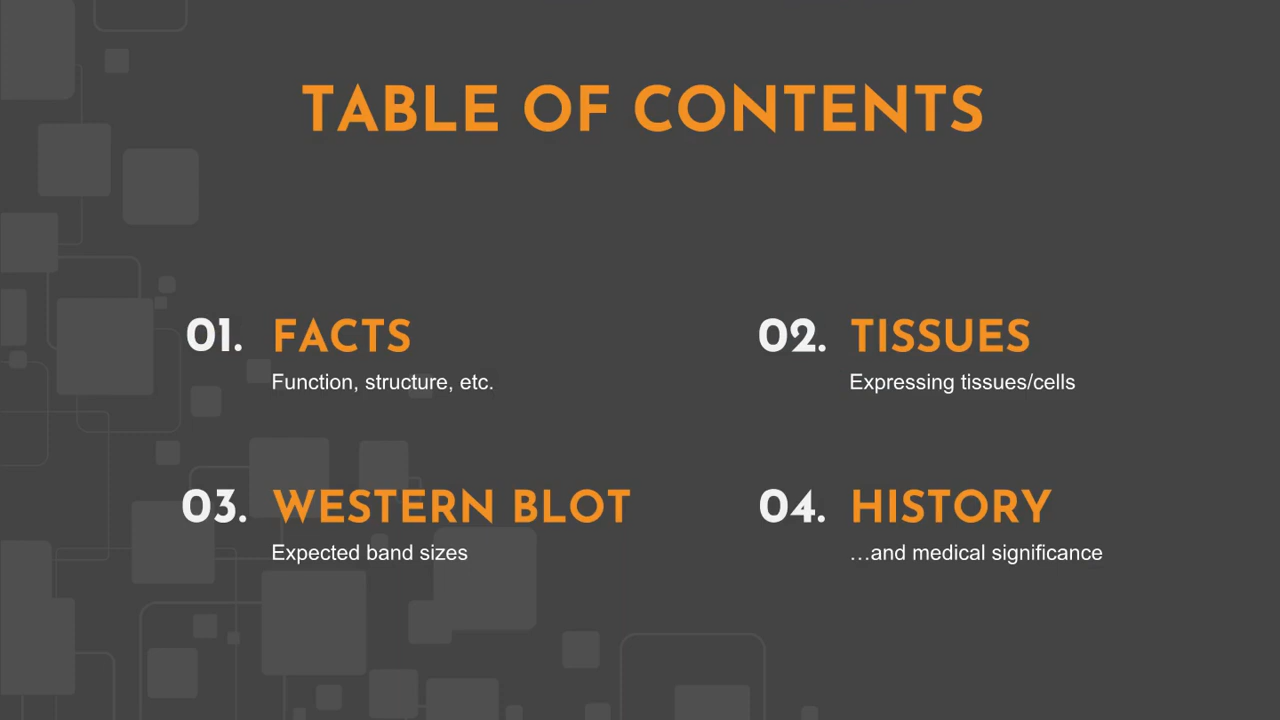 TABLE OF CONTENTS
01. FACTS
Function, structure, etc.
02. TISSUES
Expressing tissues/cells
03. WESTERN BLOT
Expected band sizes
04. HISTORY
…and medical significance